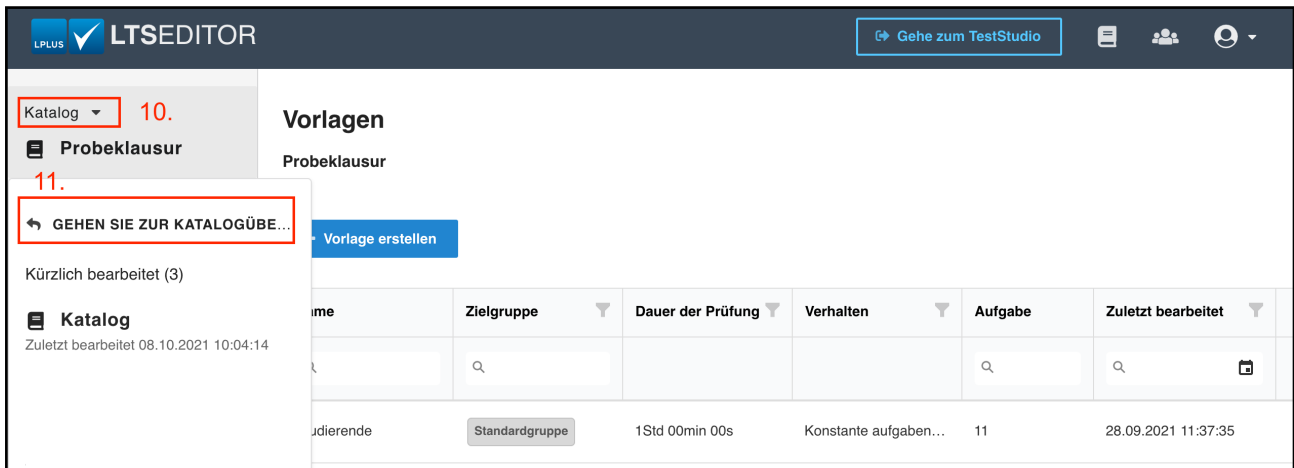 LPLUS LTSEDITOR
Gehe zum TestStudio
Katalog 10.
Probeklausur
11.
GEHEN SIE ZUR KATALOGÜBE...
Kürzlich bearbeitet (3)
Katalog
Zuletzt bearbeitet 08.10.2021 10:04:14
Vorlagen
Probeklausur
Vorlage erstellen
me Zielgruppe Dauer der Prüfung Verhalten Aufgabe Zuletzt bearbeitet
udierende Standardgruppe 1Std 00min 00s Konstante aufgaben... 11 28.09.2021 11:37:35